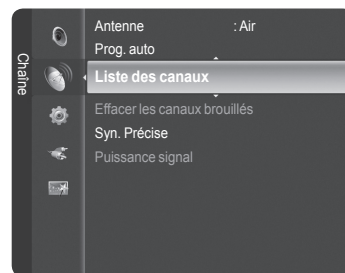 Chaîne
Antenne : Air
Prog. auto
Liste des canaux
Effacer les canaux brouillés
Syn. Précise
Puissance signal